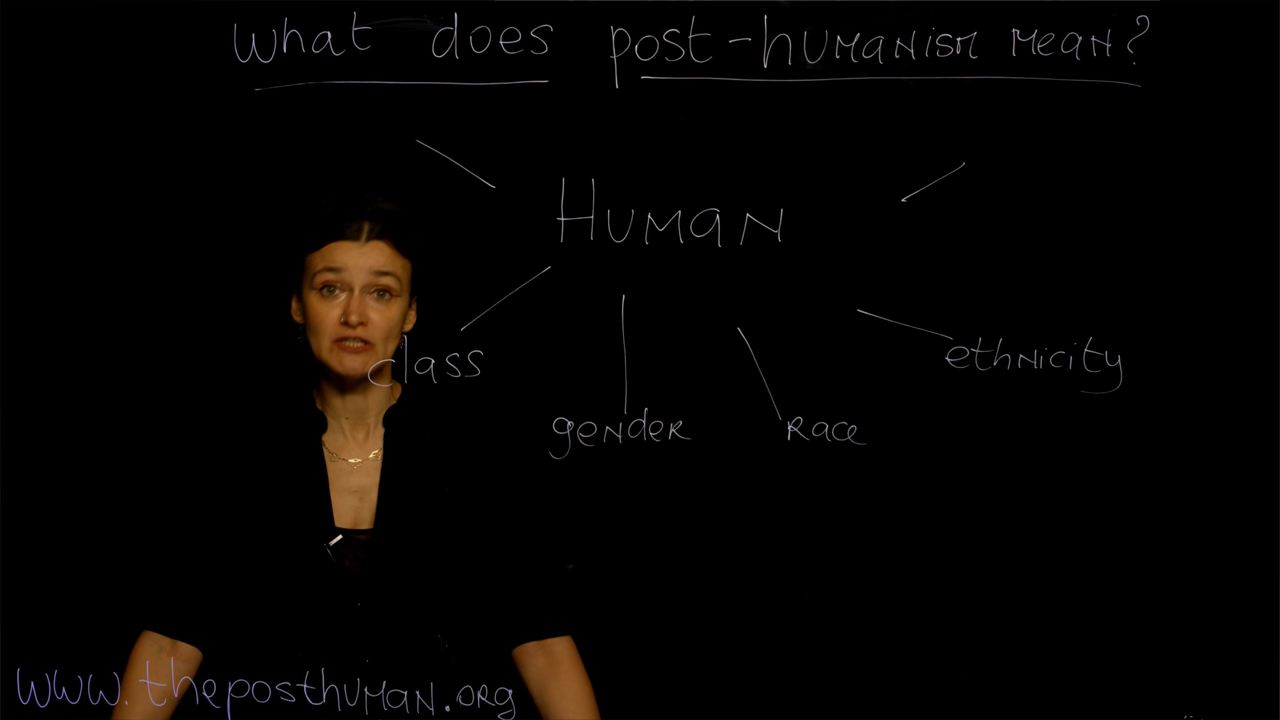 what does post-humanism mean?
Human
class
ethnicity
gender
race
www.theposthuman.org